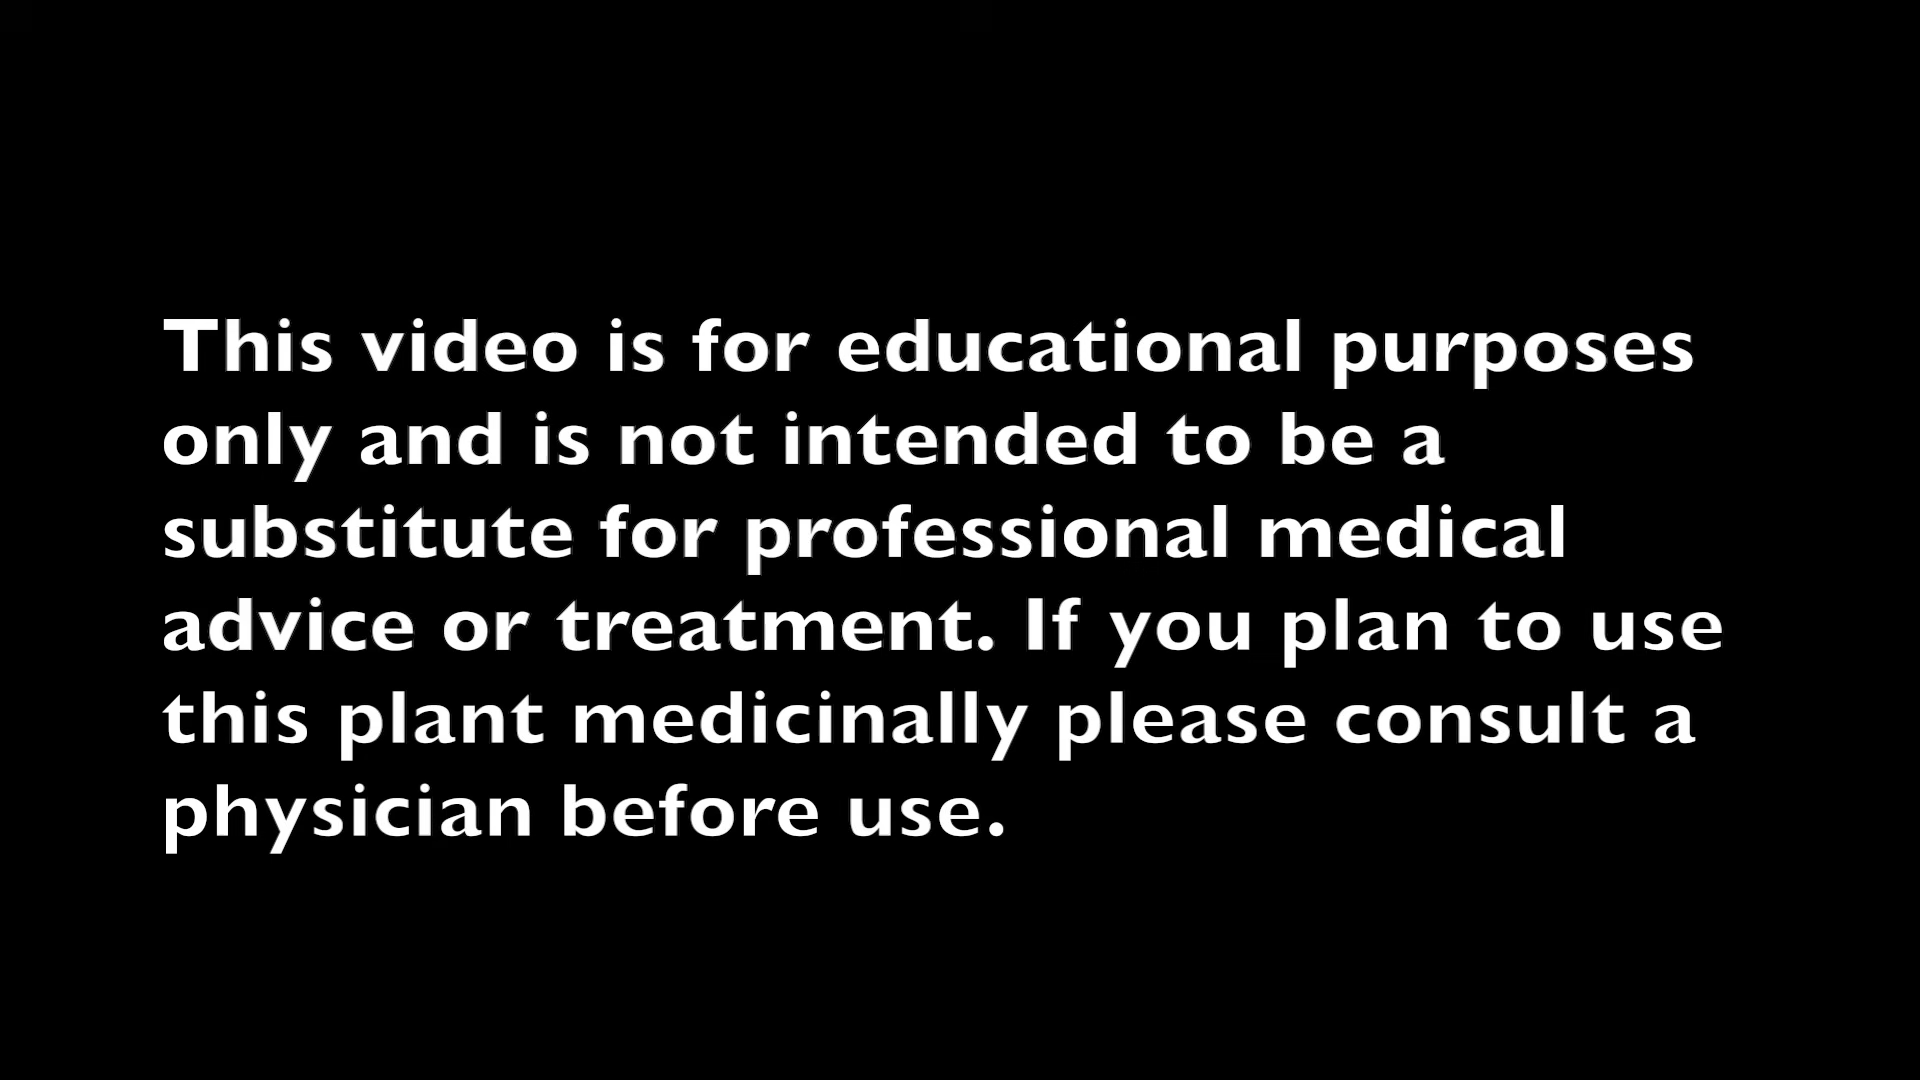 This video is for educational purposes
only and is not intended to be a
substitute for professional medical
advice or treatment. If you plan to use
this plant medicinally please consult a
physician before use.